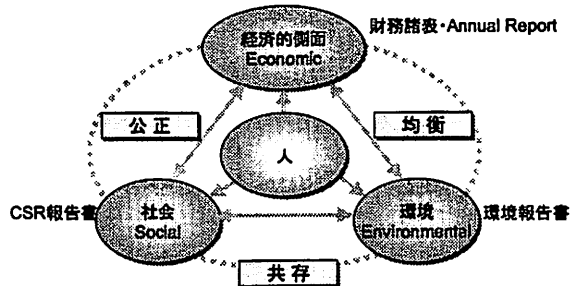 経済的側面
Economic
財務諸表・Annual Report
公正
均衡
人
CSR報告書
社会
Social
環境
Environmental
環境報告書
共存